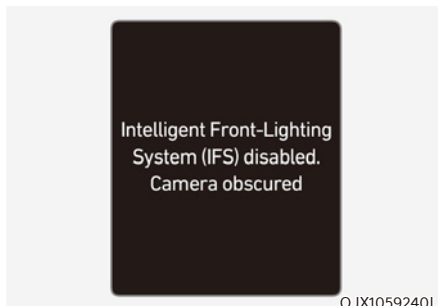 Intelligent Front-Lighting
System (IFS) disabled.
Camera obscured
OJX1059240L